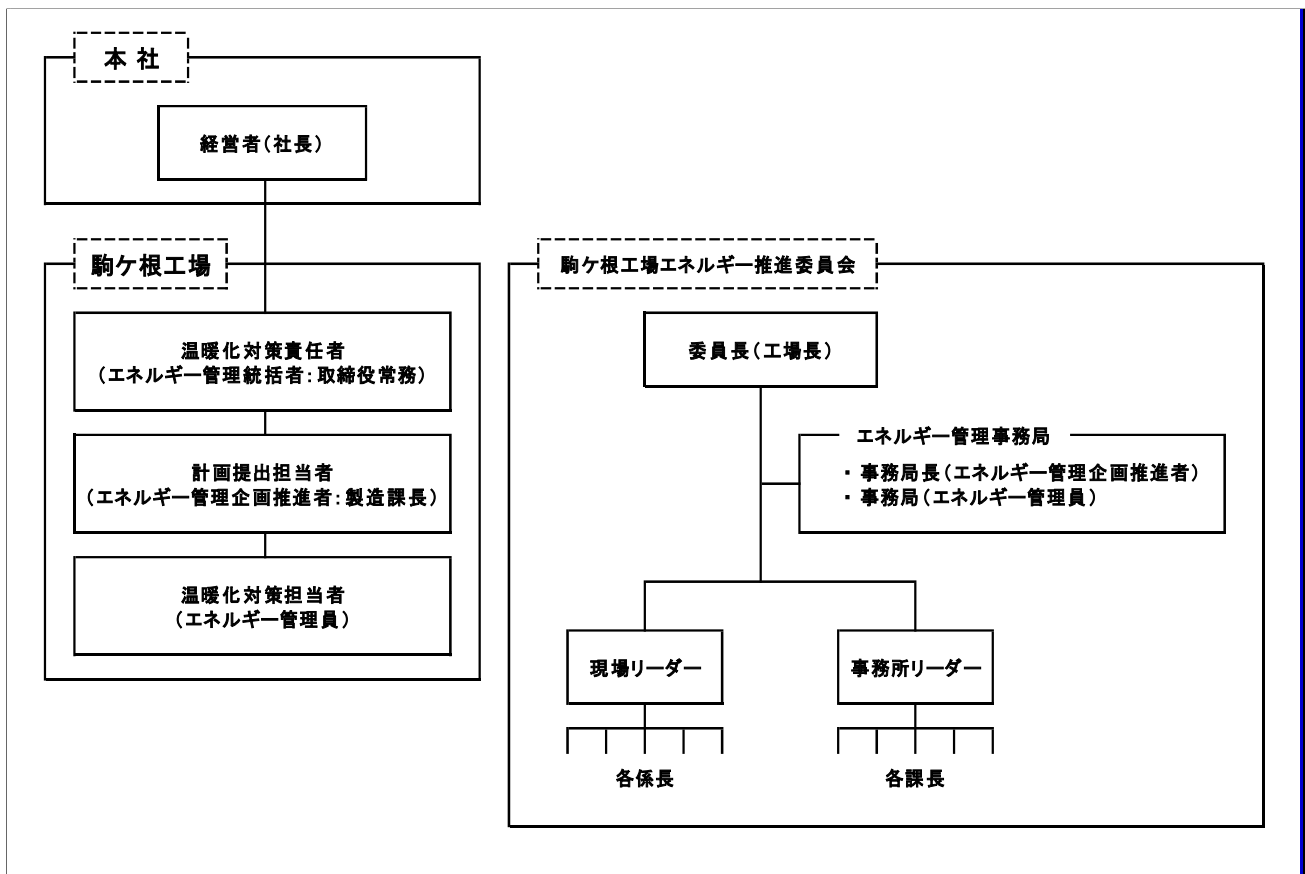 本 社
経営者（社長）
駒ケ根工場
温暖化対策責任者
（エネルギー管理統括者：取締役常務）
計画提出担当者
（エネルギー管理企画推進者：製造課長）
温暖化対策担当者
（エネルギー管理員）
駒ケ根工場エネルギー推進委員会
委員長（工場長）
エネルギー管理事務局
・ 事務局長（エネルギー管理企画推進者）
・ 事務局（エネルギー管理員）
現場リーダー
事務所リーダー
各係長
各課長